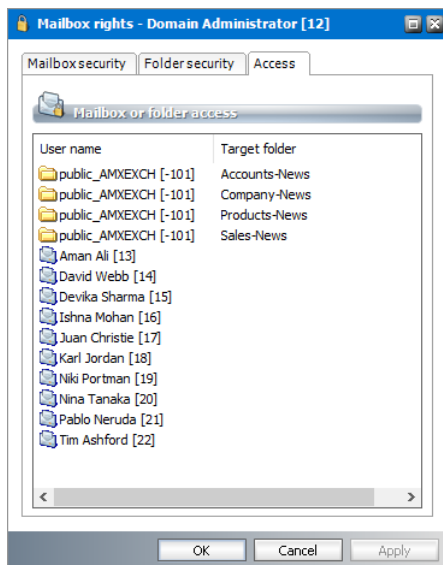 Mailbox rights - Domain Administrator [12]
Mailbox security Folder security Access
Mailbox or folder access
User name Target folder
public_AMXEXCH [-101] Accounts-News
public_AMXEXCH [-101] Company-News
public_AMXEXCH [-101] Products-News
public_AMXEXCH [-101] Sales-News
Aman Ali [13]
David Webb [14]
Devika Sharma [15]
Ishna Mohan [16]
Juan Christie [17]
Karl Jordan [18]
Niki Portman [19]
Nina Tanaka [20]
Pablo Neruda [21]
Tim Ashford [22]
OK Cancel Apply